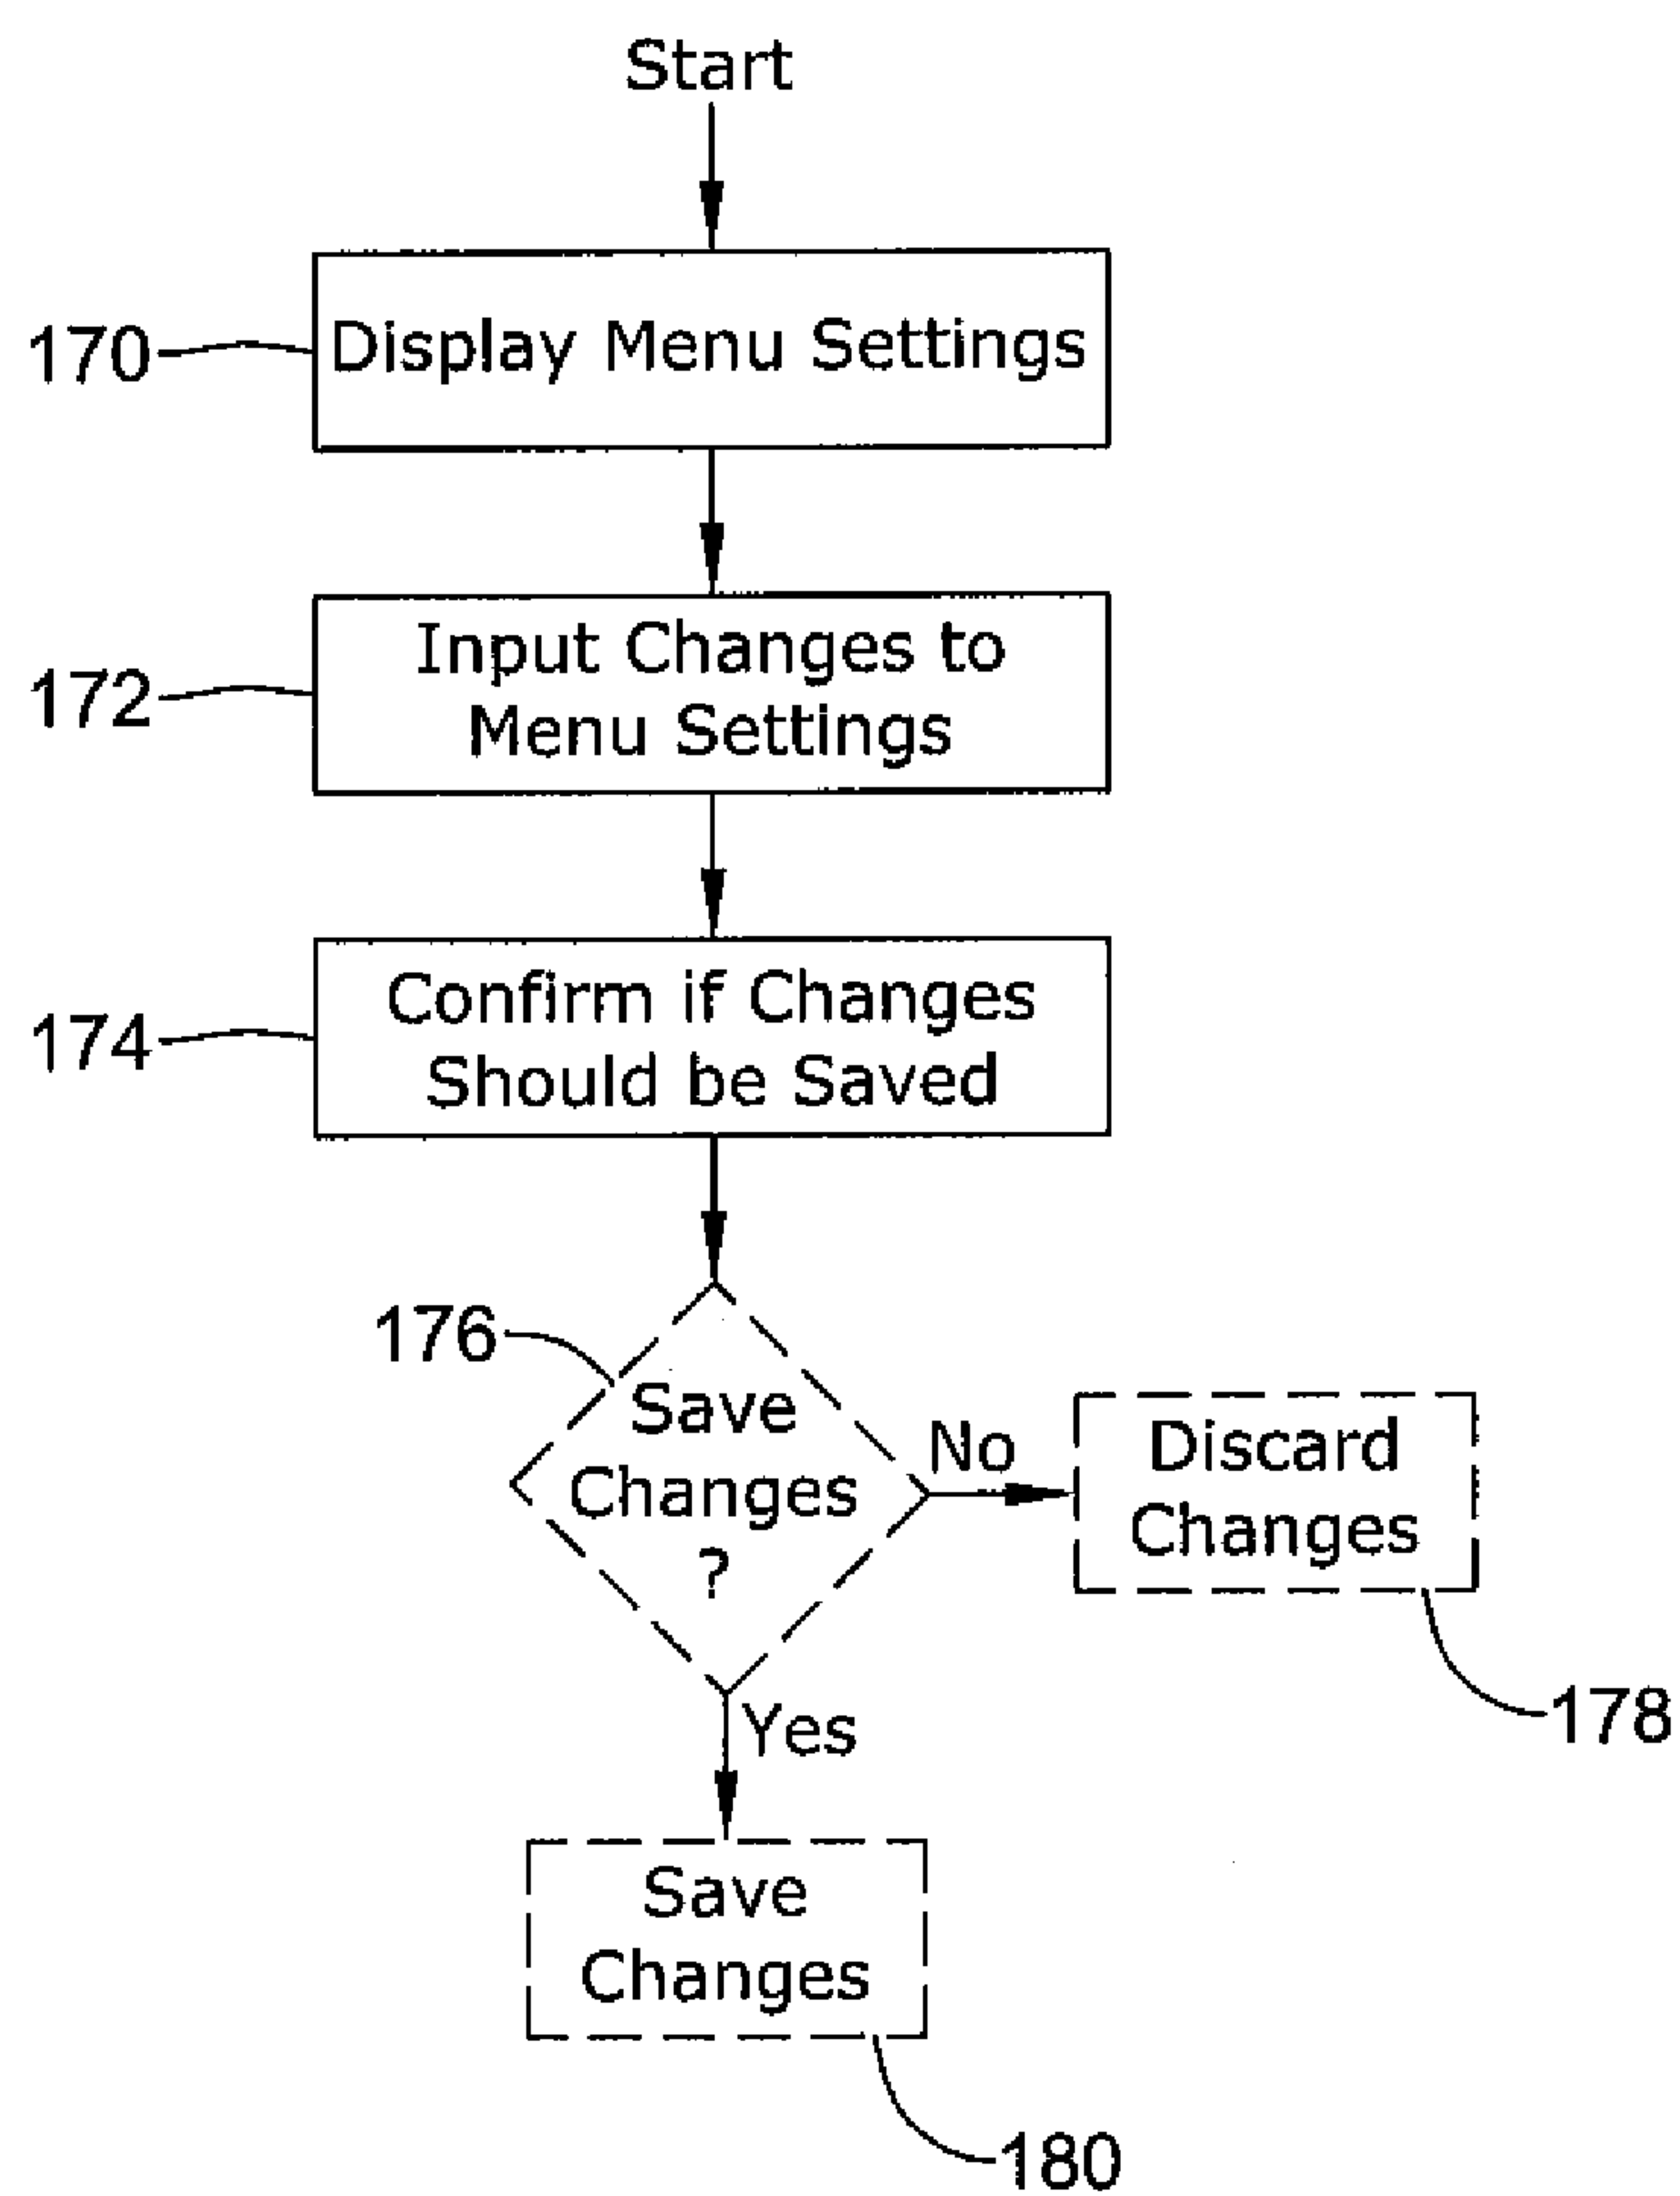 Start
170
Display Menu Settings
172
Input Changes to
Menu Settings
174
Confirm if Changes
Should be Saved
176
Save
Changes
?
No
Discard
Changes
178
Yes
Save
Changes
180